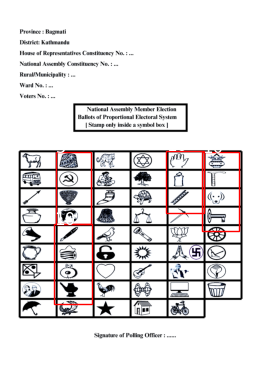 Province : Bagmati
District: Kathmandu
House of Representatives Constituency No. : ...
National Assembly Constituency No. : ...
Rural/Municipality : ...
Ward No. : ...
Voters No. : ...
National Assembly Member Election
Ballots of Proportional Electoral System
[ Stamp only inside a symbol box ]
Signature of Polling Officer : ......